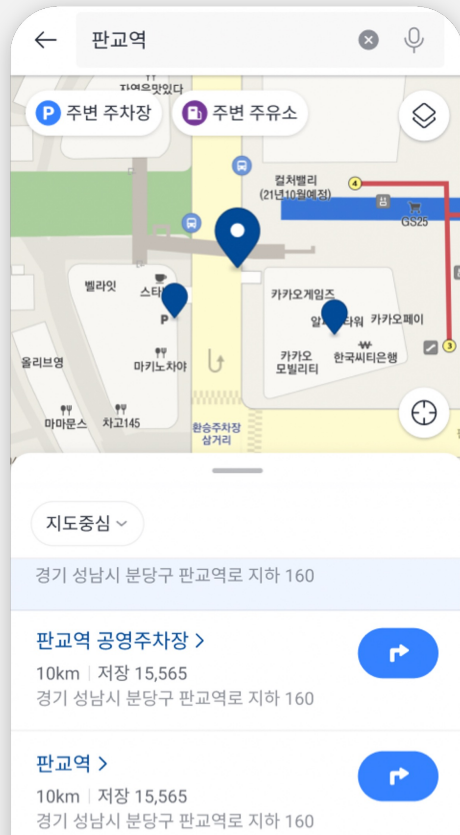 판교역
자연은맛있다
P 주변 주차장
주변 주유소
컬처밸리
(21년10월예정)
4
GS25
벨라잇
스타
P
카카오게임즈
알
타워
카카오페이
3
올리브영
마키노차야
카카오
모빌리티
한국씨티은행
마마문스
차고145
환승주차장
삼거리
지도중심
경기 성남시 분당구 판교역로 지하 160
판교역 공영주차장 >
10km | 저장 15,565
경기 성남시 분당구 판교역로 지하 160
판교역 >
10km | 저장 15,565
경기 성남시 분당구 판교역로 지하 160